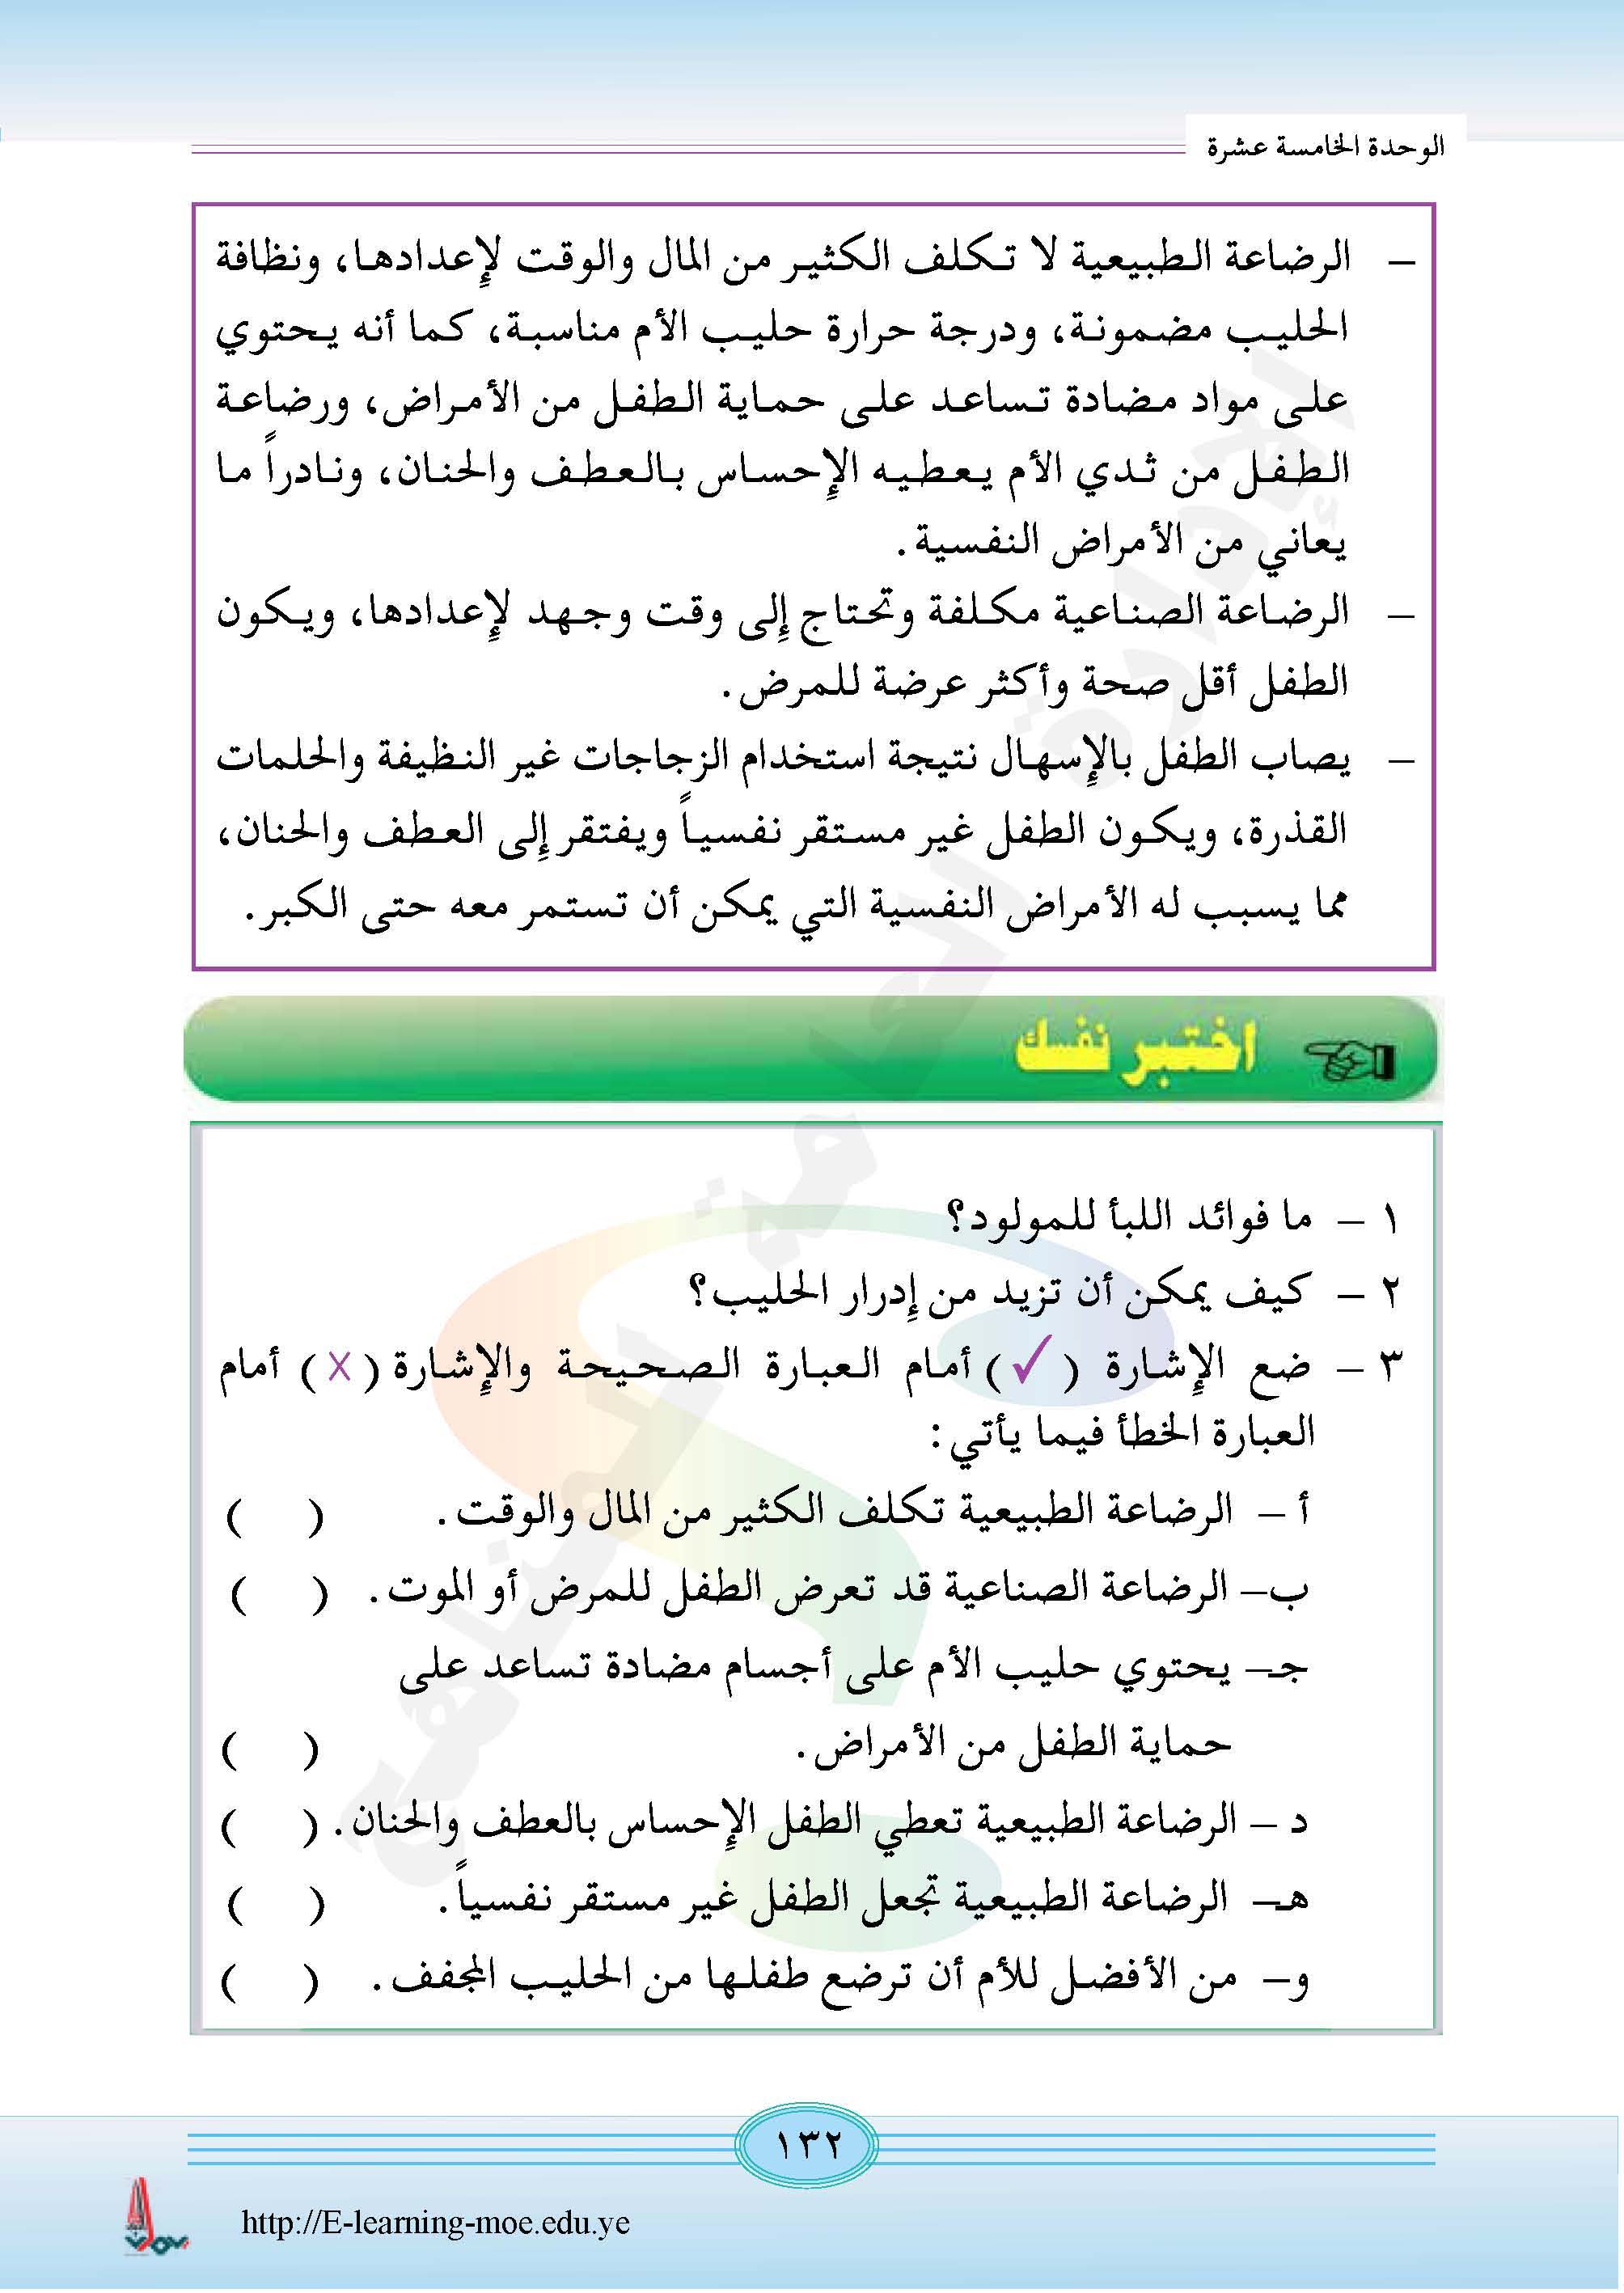 الوحدة الخامسة عشرة
– الرضاعة الطبيعية لا تكلف الكثير من المال والوقت لإعدادها، ونظافة
الحليب مضمونة، ودرجة حرارة حليب الأم مناسبة، كما أنه يحتوي
على مواد مضادة تساعد على حماية الطفل من الأمراض، ورضاعة
الطفل من ثدي الأم يعطيه الإحساس بالعطف والحنان، ونادراً ما
يعاني من الأمراض النفسية.
– الرضاعة الصناعية مكلفة وتحتاج إلى وقت وجهد لإعدادها، ويكون
الطفل أقل صحة وأكثر عرضة للمرض.
– يصاب الطفل بالإسهال نتيجة استخدام الزجاجات غير النظيفة والحلمات
القذرة، ويكون الطفل غير مستقر نفسياً ويفتقر إلى العطف والحنان،
مما يسبب له الأمراض النفسية التي يمكن أن تستمر معه حتى الكبر.
اختبر نفسك
١ – ما فوائد اللبأ للمولود؟
٢ – كيف يمكن أن تزيد من إدرار الحليب؟
٣ – ضع الإشارة (✓) أمام العبارة الصحيحة والإشارة (X) أمام
العبارة الخطأ فيما يأتي:
أ – الرضاعة الطبيعية تكلف الكثير من المال والوقت. ( )
ب– الرضاعة الصناعية قد تعرض الطفل للمرض أو الموت. ( )
جـ– يحتوي حليب الأم على أجسام مضادة تساعد على
حماية الطفل من الأمراض. ( )
د – الرضاعة الطبيعية تعطي الطفل الإحساس بالعطف والحنان. ( )
هـ– الرضاعة الطبيعية تجعل الطفل غير مستقر نفسياً. ( )
و– من الأفضل للأم أن ترضع طفلها من الحليب المجفف. ( )
١٣٢
http://E-learning-moe.edu.ye
الإدارة العامة للمناهج